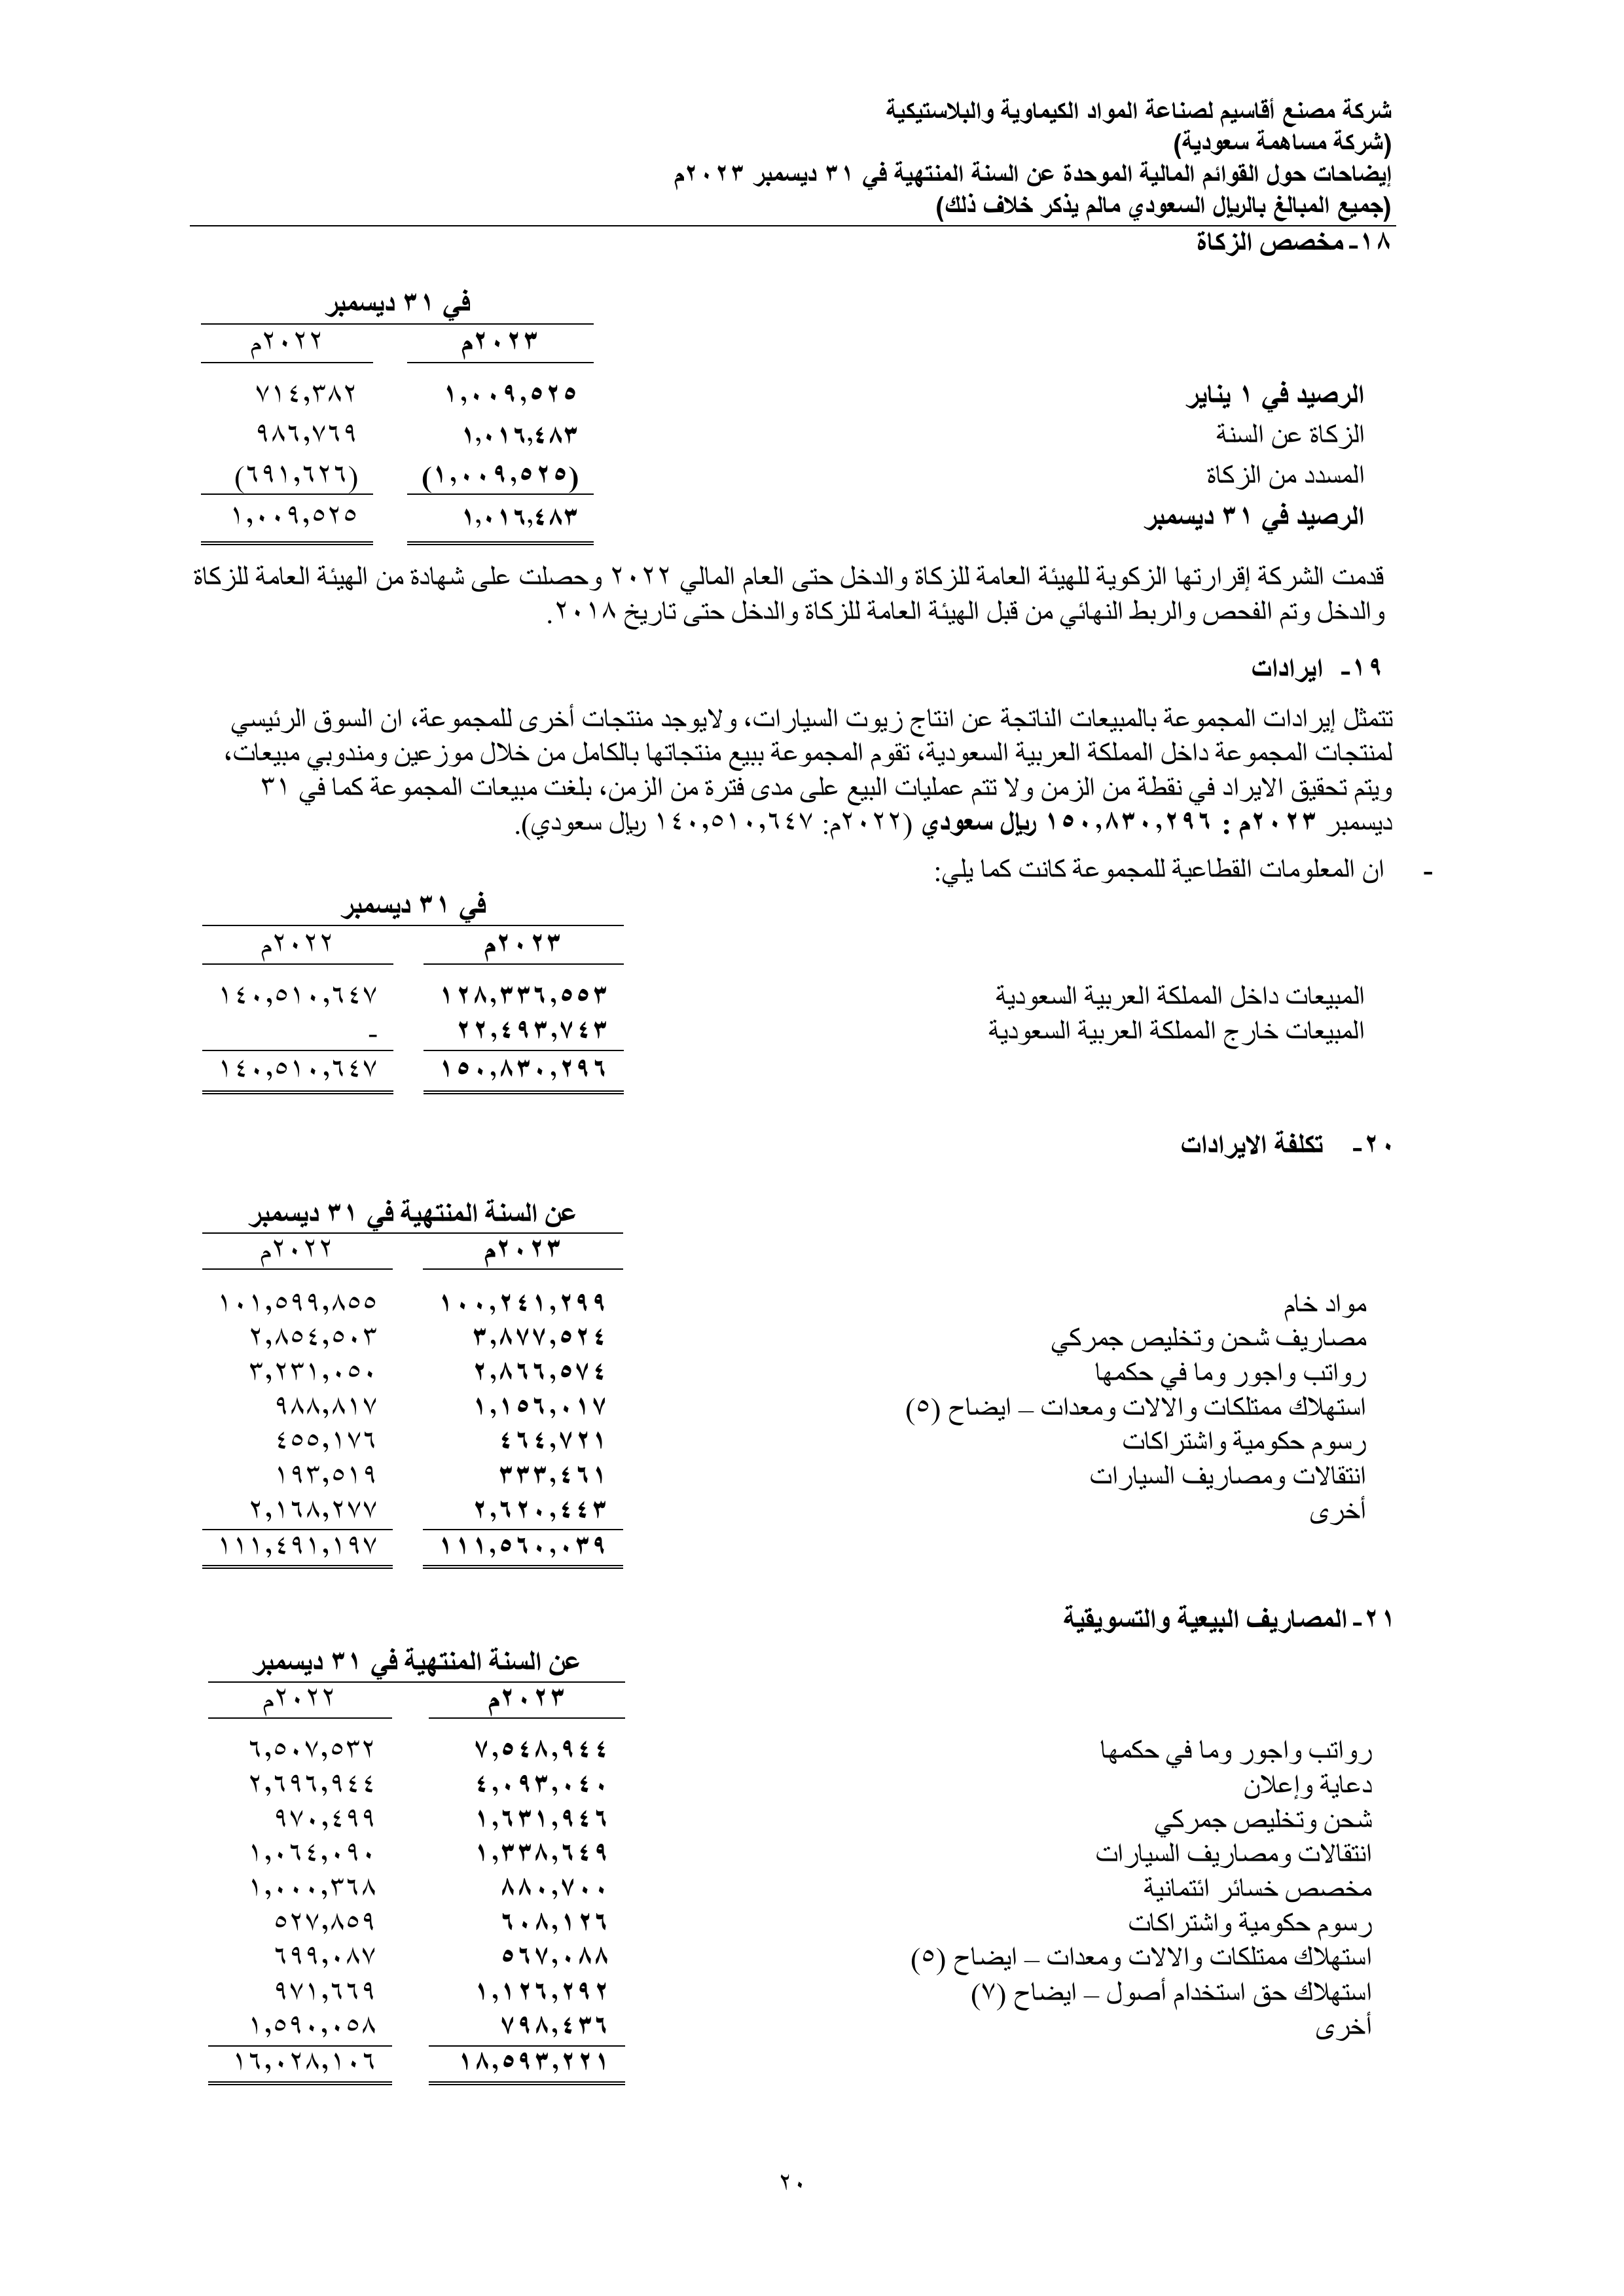 شركة مصنع أقاسيم لصناعة المواد الكيماوية والبلاستيكية
(شركة مساهمة سعودية)
إيضاحات حول القوائم المالية الموحدة عن السنة المنتهية في ٣١ ديسمبر ٢٠٢٣م
(جميع المبالغ بالريال السعودي مالم يذكر خلاف ذلك)
١٨- مخصص الزكاة
في ٣١ ديسمبر
٢٠٢٣م ٢٠٢٢م
الرصيد في ١ يناير ١,٠٠٩,٥٢٥ ٧١٤,٣٨٢
الزكاة عن السنة ١,٠١٦,٤٨٣ ٩٨٦,٧٦٩
المسدد من الزكاة (١,٠٠٩,٥٢٥) (٦٩١,٦٢٦)
الرصيد في ٣١ ديسمبر ١,٠١٦,٤٨٣ ١,٠٠٩,٥٢٥
قدمت الشركة إقرارتها الزكوية للهيئة العامة للزكاة والدخل حتى العام المالي ٢٠٢٢ وحصلت على شهادة من الهيئة العامة للزكاة
والدخل وتم الفحص والربط النهائي من قبل الهيئة العامة للزكاة والدخل حتى تاريخ ٢٠١٨.
١٩- ايرادات
تتمثل إيرادات المجموعة بالمبيعات الناتجة عن انتاج زيوت السيارات، ولايوجد منتجات أخرى للمجموعة، ان السوق الرئيسي
لمنتجات المجموعة داخل المملكة العربية السعودية، تقوم المجموعة ببيع منتجاتها بالكامل من خلال موزعين ومندوبي مبيعات،
ويتم تحقيق الايراد في نقطة من الزمن ولا تتم عمليات البيع على مدى فترة من الزمن، بلغت مبيعات المجموعة كما في ٣١
ديسمبر ٢٠٢٣م : ١٥٠,٨٣٠,٢٩٦ ريال سعودي (٢٠٢٢م: ١٤٠,٥١٠,٦٤٧ ريال سعودي).
- ان المعلومات القطاعية للمجموعة كانت كما يلي:
في ٣١ ديسمبر
٢٠٢٣م ٢٠٢٢م
المبيعات داخل المملكة العربية السعودية ١٢٨,٣٣٦,٥٥٣ ١٤٠,٥١٠,٦٤٧
المبيعات خارج المملكة العربية السعودية ٢٢,٤٩٣,٧٤٣ -
١٥٠,٨٣٠,٢٩٦ ١٤٠,٥١٠,٦٤٧
٢٠- تكلفة الايرادات
عن السنة المنتهية في ٣١ ديسمبر
٢٠٢٣م ٢٠٢٢م
مواد خام ١٠٠,٢٤١,٢٩٩ ١٠١,٥٩٩,٨٥٥
مصاريف شحن وتخليص جمركي ٣,٨٧٧,٥٢٤ ٢,٨٥٤,٥٠٣
رواتب واجور وما في حكمها ٢,٨٦٦,٥٧٤ ٣,٢٣١,٠٥٠
استهلاك ممتلكات والالات ومعدات – ايضاح (٥) ١,١٥٦,٠١٧ ٩٨٨,٨١٧
رسوم حكومية واشتراكات ٤٦٤,٧٢١ ٤٥٥,١٧٦
انتقالات ومصاريف السيارات ٣٣٣,٤٦١ ١٩٣,٥١٩
أخرى ٢,٦٢٠,٤٤٣ ٢,١٦٨,٢٧٧
١١١,٥٦٠,٠٣٩ ١١١,٤٩١,١٩٧
٢١- المصاريف البيعية والتسويقية
عن السنة المنتهية في ٣١ ديسمبر
٢٠٢٣م ٢٠٢٢م
رواتب واجور وما في حكمها ٧,٥٤٨,٩٤٤ ٦,٥٠٧,٥٣٢
دعاية وإعلان ٤,٠٩٣,٠٤٠ ٢,٦٩٦,٩٤٤
شحن وتخليص جمركي ١,٦٣١,٩٤٦ ٩٧٠,٤٩٩
انتقالات ومصاريف السيارات ١,٣٣٨,٦٤٩ ١,٠٦٤,٠٩٠
مخصص خسائر ائتمانية ٨٨٠,٧٠٠ ١,٠٠٠,٣٦٨
رسوم حكومية واشتراكات ٦٠٨,١٢٦ ٥٢٧,٨٥٩
استهلاك ممتلكات والالات ومعدات – ايضاح (٥) ٥٦٧,٠٨٨ ٦٩٩,٠٨٧
استهلاك حق استخدام أصول – ايضاح (٧) ١,١٢٦,٢٩٢ ٩٧١,٦٦٩
أخرى ٧٩٨,٤٣٦ ١,٥٩٠,٠٥٨
١٨,٥٩٣,٢٢١ ١٦,٠٢٨,١٠٦
٢٠